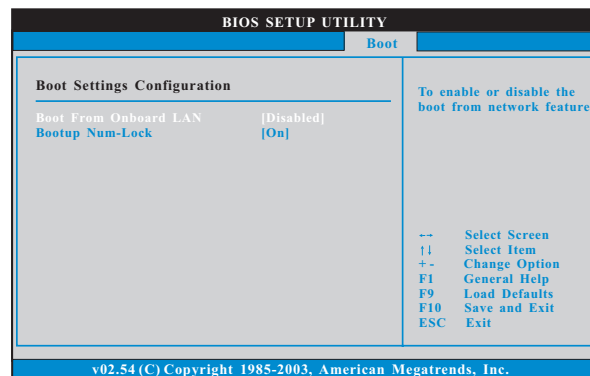 BIOS SETUP UTILITY
Boot
Boot Settings Configuration
Boot From Onboard LAN [Disabled]
Bootup Num-Lock [On]
To enable or disable the
boot from network feature
←→ Select Screen
↑↓ Select Item
+ - Change Option
F1 General Help
F9 Load Defaults
F10 Save and Exit
ESC Exit
v02.54 (C) Copyright 1985-2003, American Megatrends, Inc.